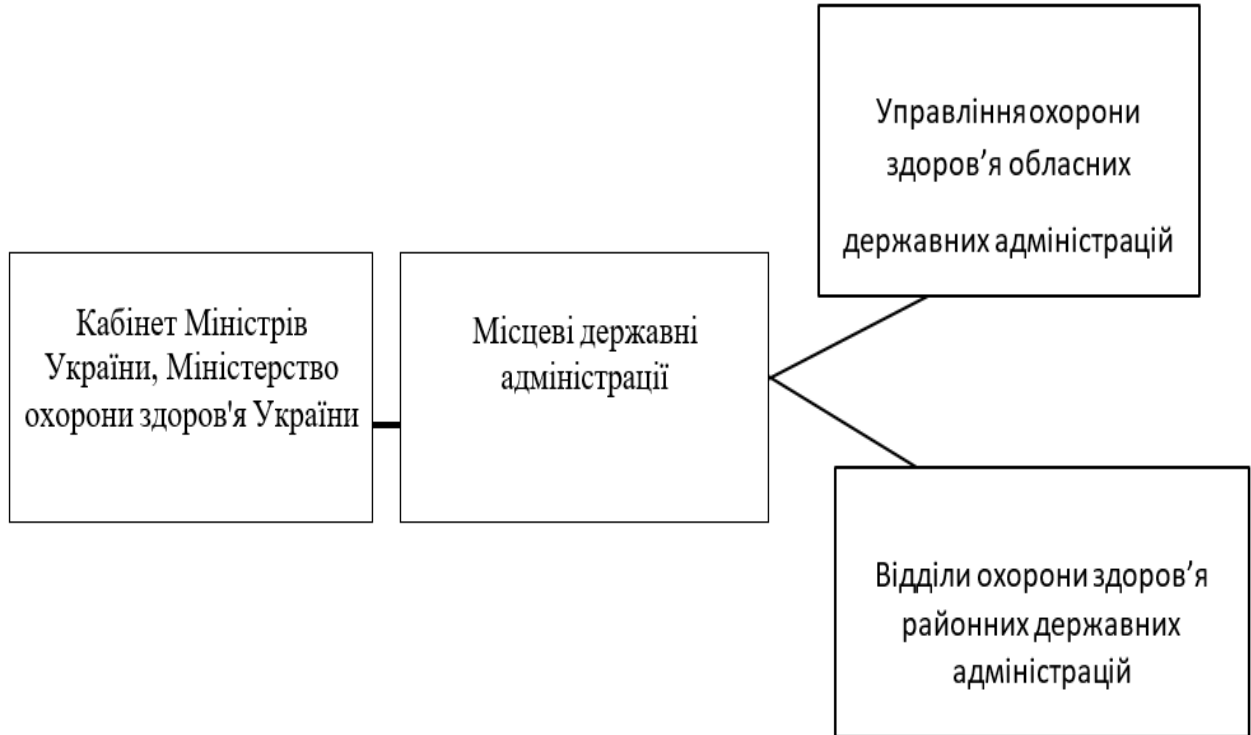 Кабінет Міністрів
України, Міністерство
охорони здоров'я України
Місцеві державні
адміністрації
Управління охорони
здоров’я обласних
державних адміністрацій
Відділи охорони здоров’я
районних державних
адміністрацій